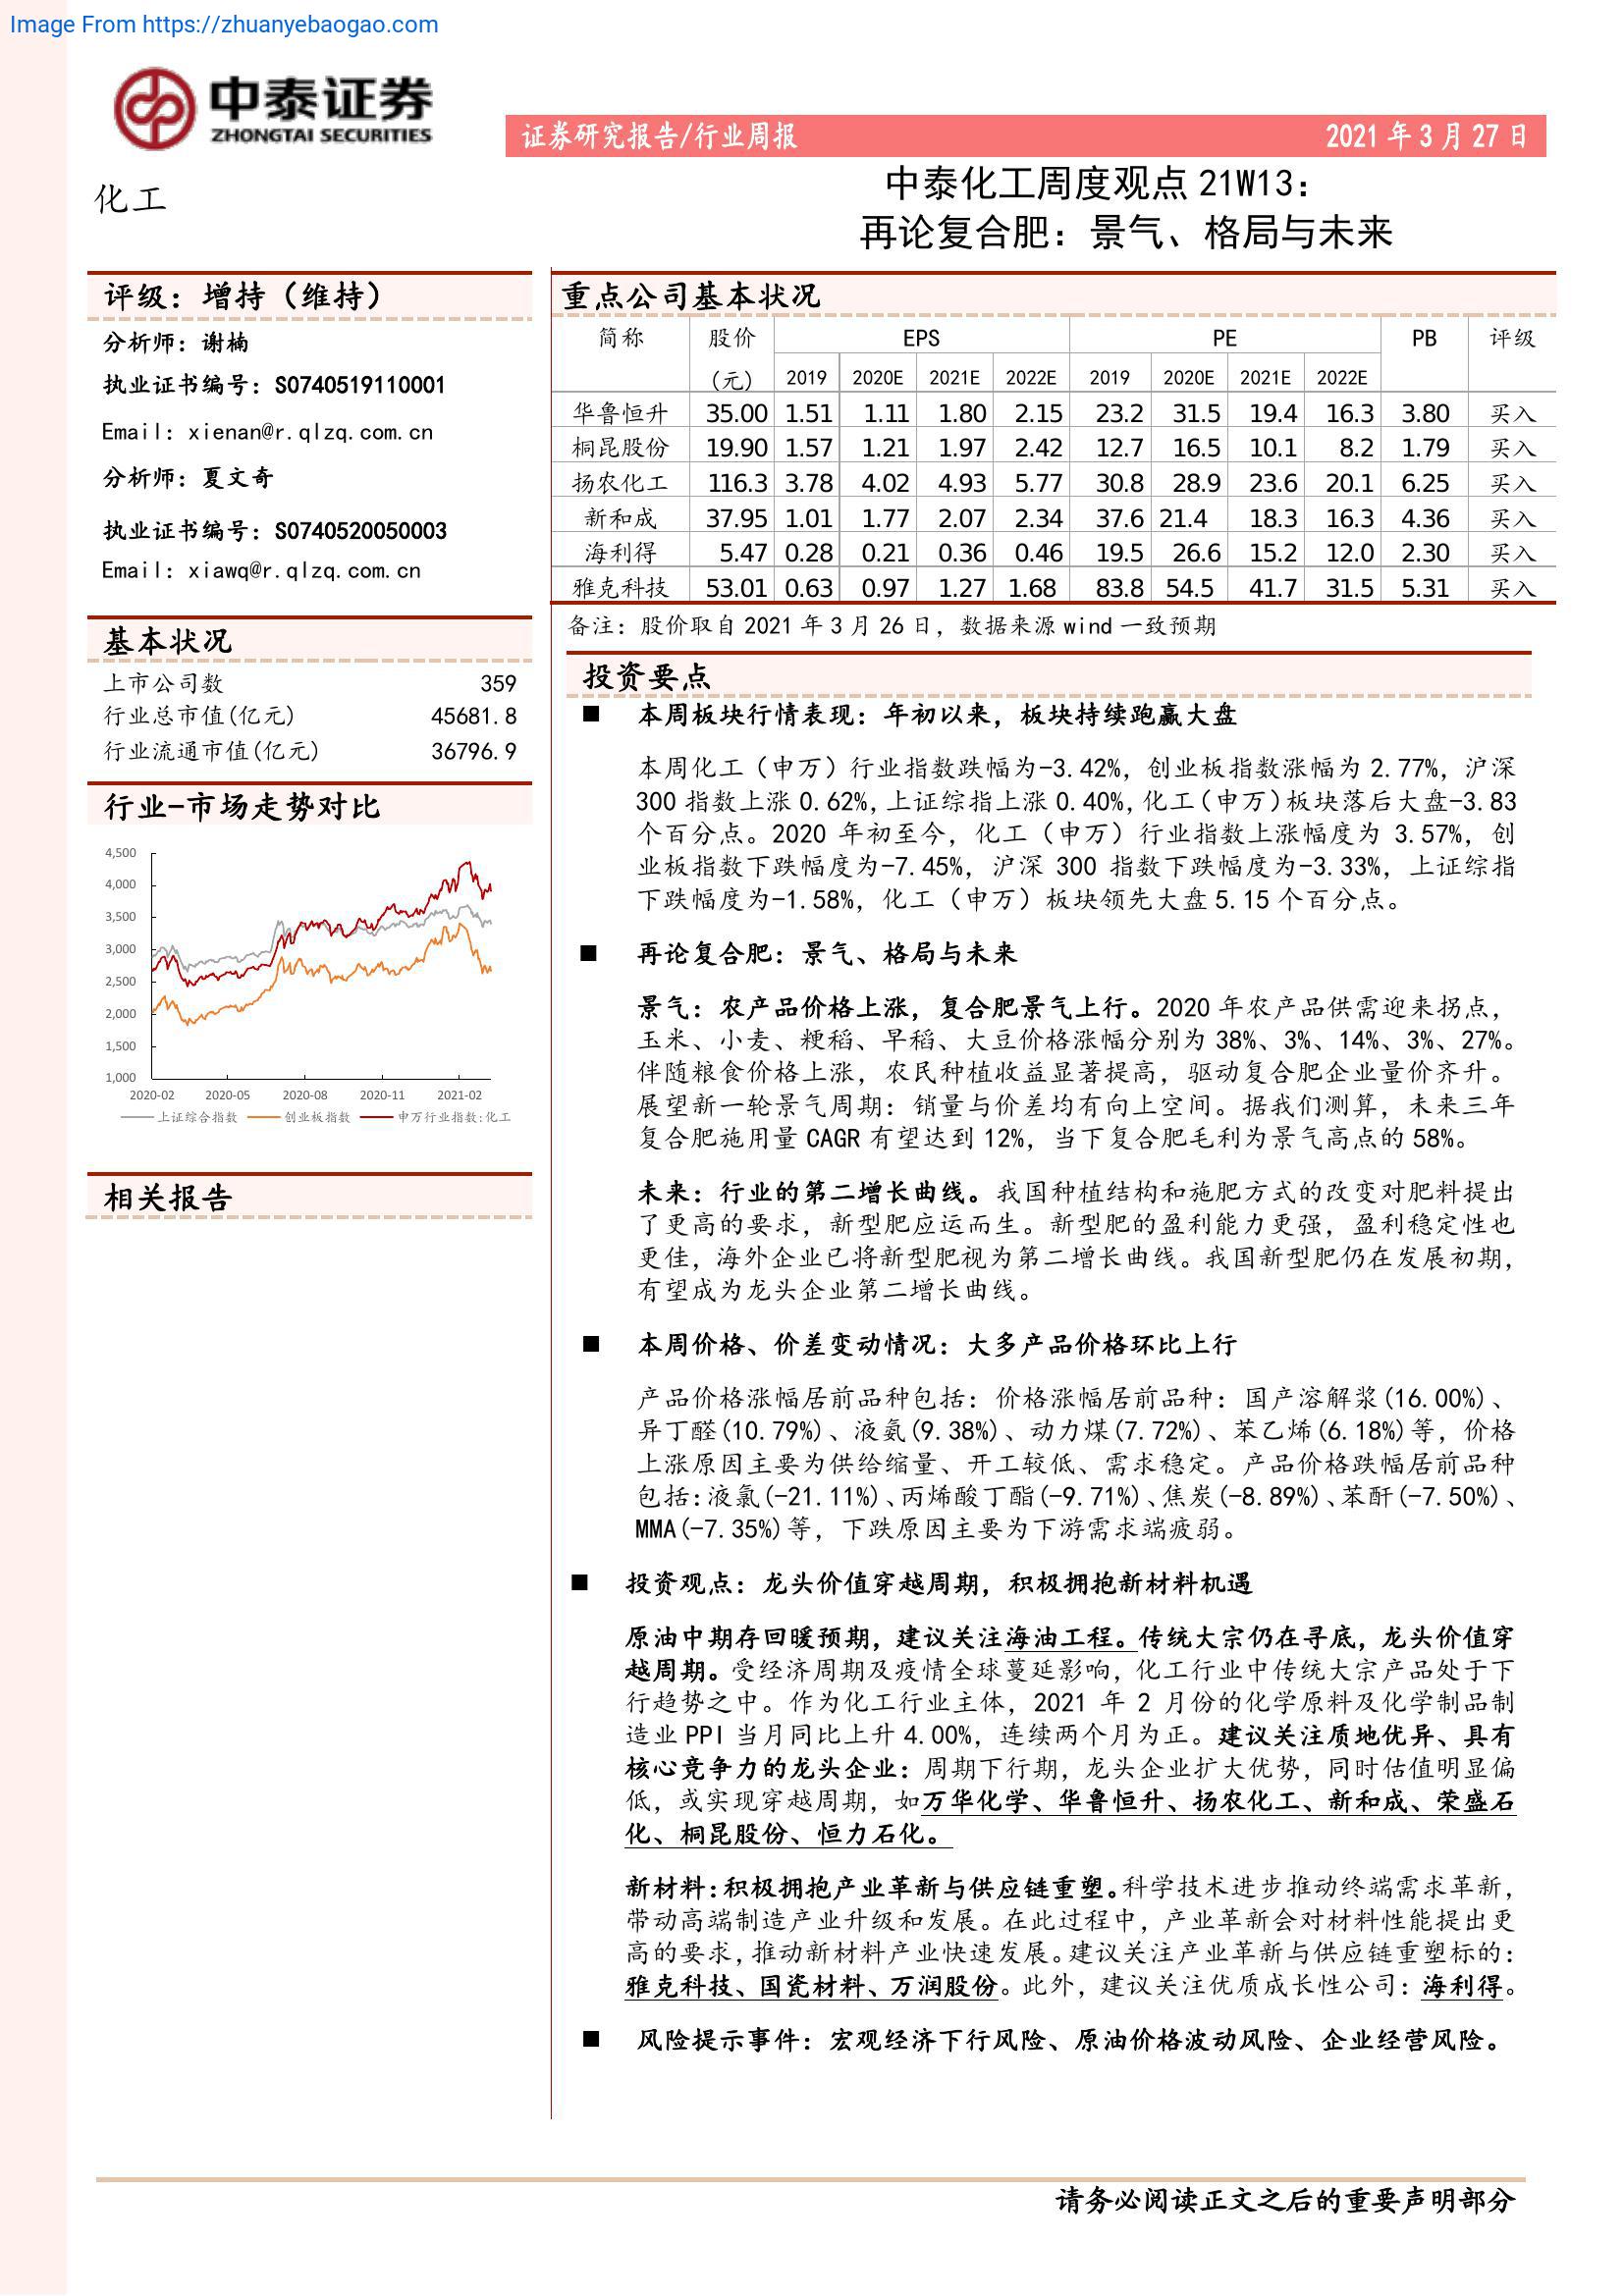 Image From https://zhuanyebaogao.com
中泰证券
ZHONGTAI SECURITIES
证券研究报告/行业周报 2021年3月27日
化工
中泰化工周度观点 21W13：
再论复合肥：景气、格局与未来
评级：增持（维持）
分析师：谢楠
执业证书编号：S0740519110001
Email：xienan@r.qlzq.com.cn
分析师：夏文奇
执业证书编号：S0740520050003
Email：xiawq@r.qlzq.com.cn
基本状况
上市公司数 359
行业总市值(亿元) 45681.8
行业流通市值(亿元) 36796.9
行业-市场走势对比
4,500
4,000
3,500
3,000
2,500
2,000
1,500
1,000
2020-02 2020-05 2020-08 2020-11 2021-02
上证综合指数 创业板指数 申万行业指数:化工
相关报告
重点公司基本状况
简称 股价 EPS PE PB 评级
(元) 2019 2020E 2021E 2022E 2019 2020E 2021E 2022E
华鲁恒升 35.00 1.51 1.11 1.80 2.15 23.2 31.5 19.4 16.3 3.80 买入
桐昆股份 19.90 1.57 1.21 1.97 2.42 12.7 16.5 10.1 8.2 1.79 买入
扬农化工 116.3 3.78 4.02 4.93 5.77 30.8 28.9 23.6 20.1 6.25 买入
新和成 37.95 1.01 1.77 2.07 2.34 37.6 21.4 18.3 16.3 4.36 买入
海利得 5.47 0.28 0.21 0.36 0.46 19.5 26.6 15.2 12.0 2.30 买入
雅克科技 53.01 0.63 0.97 1.27 1.68 83.8 54.5 41.7 31.5 5.31 买入
备注：股价取自 2021 年 3 月 26 日，数据来源 wind 一致预期
投资要点
■ 本周板块行情表现：年初以来，板块持续跑赢大盘
本周化工（申万）行业指数跌幅为-3.42%，创业板指数涨幅为 2.77%，沪深
300 指数上涨 0.62%,上证综指上涨 0.40%,化工(申万)板块落后大盘-3.83
个百分点。2020 年初至今，化工（申万）行业指数上涨幅度为 3.57%，创
业板指数下跌幅度为-7.45%，沪深 300 指数下跌幅度为-3.33%，上证综指
下跌幅度为-1.58%，化工（申万）板块领先大盘 5.15 个百分点。
■ 再论复合肥：景气、格局与未来
景气：农产品价格上涨，复合肥景气上行。2020 年农产品供需迎来拐点，
玉米、小麦、粳稻、早稻、大豆价格涨幅分别为 38%、3%、14%、3%、27%。
伴随粮食价格上涨，农民种植收益显著提高，驱动复合肥企业量价齐升。
展望新一轮景气周期：销量与价差均有向上空间。据我们测算，未来三年
复合肥施用量 CAGR 有望达到 12%，当下复合肥毛利为景气高点的 58%。
未来：行业的第二增长曲线。我国种植结构和施肥方式的改变对肥料提出
了更高的要求，新型肥应运而生。新型肥的盈利能力更强，盈利稳定性也
更佳，海外企业已将新型肥视为第二增长曲线。我国新型肥仍在发展初期，
有望成为龙头企业第二增长曲线。
■ 本周价格、价差变动情况：大多产品价格环比上行
产品价格涨幅居前品种包括：价格涨幅居前品种：国产溶解浆(16.00%)、
异丁醛(10.79%)、液氨(9.38%)、动力煤(7.72%)、苯乙烯(6.18%)等，价格
上涨原因主要为供给缩量、开工较低、需求稳定。产品价格跌幅居前品种
包括:液氯(-21.11%)、丙烯酸丁酯(-9.71%)、焦炭(-8.89%)、苯酐(-7.50%)、
MMA(-7.35%)等，下跌原因主要为下游需求端疲弱。
■ 投资观点：龙头价值穿越周期，积极拥抱新材料机遇
原油中期存回暖预期，建议关注海油工程。传统大宗仍在寻底，龙头价值穿
越周期。受经济周期及疫情全球蔓延影响，化工行业中传统大宗产品处于下
行趋势之中。作为化工行业主体，2021 年 2 月份的化学原料及化学制品制
造业 PPI 当月同比上升 4.00%，连续两个月为正。建议关注质地优异、具有
核心竞争力的龙头企业：周期下行期，龙头企业扩大优势，同时估值明显偏
低，或实现穿越周期，如万华化学、华鲁恒升、扬农化工、新和成、荣盛石
化、桐昆股份、恒力石化。
新材料:积极拥抱产业革新与供应链重塑。科学技术进步推动终端需求革新，
带动高端制造产业升级和发展。在此过程中，产业革新会对材料性能提出更
高的要求,推动新材料产业快速发展。建议关注产业革新与供应链重塑标的：
雅克科技、国瓷材料、万润股份。此外，建议关注优质成长性公司：海利得。
■ 风险提示事件：宏观经济下行风险、原油价格波动风险、企业经营风险。
请务必阅读正文之后的重要声明部分